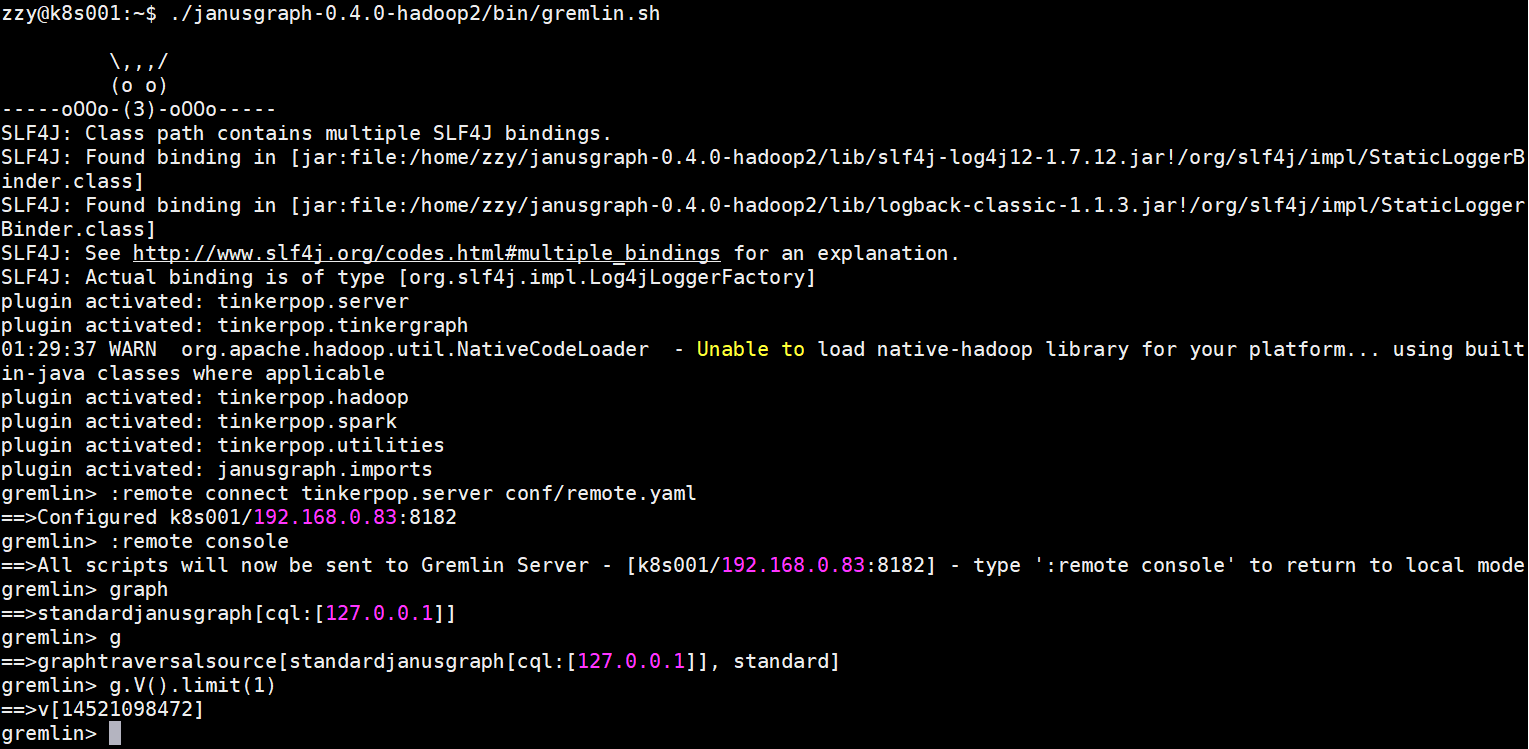 zzy@k8s001:~$ ./janusgraph-0.4.0-hadoop2/bin/gremlin.sh

         \,,,/
         (o o)
-----oOOo-(3)-oOOo-----
SLF4J: Class path contains multiple SLF4J bindings.
SLF4J: Found binding in [jar:file:/home/zzy/janusgraph-0.4.0-hadoop2/lib/slf4j-log4j12-1.7.12.jar!/org/slf4j/impl/StaticLoggerB
inder.class]
SLF4J: Found binding in [jar:file:/home/zzy/janusgraph-0.4.0-hadoop2/lib/logback-classic-1.1.3.jar!/org/slf4j/impl/StaticLogger
Binder.class]
SLF4J: See http://www.slf4j.org/codes.html#multiple_bindings for an explanation.
SLF4J: Actual binding is of type [org.slf4j.impl.Log4jLoggerFactory]
plugin activated: tinkerpop.server
plugin activated: tinkerpop.tinkergraph
01:29:37 WARN  org.apache.hadoop.util.NativeCodeLoader  - Unable to load native-hadoop library for your platform... using built
in-java classes where applicable
plugin activated: tinkerpop.hadoop
plugin activated: tinkerpop.spark
plugin activated: tinkerpop.utilities
plugin activated: janusgraph.imports
gremlin> :remote connect tinkerpop.server conf/remote.yaml
==>Configured k8s001/192.168.0.83:8182
gremlin> :remote console
==>All scripts will now be sent to Gremlin Server - [k8s001/192.168.0.83:8182] - type ':remote console' to return to local mode
gremlin> graph
==>standardjanusgraph[cql:[127.0.0.1]]
gremlin> g
==>graphtraversalsource[standardjanusgraph[cql:[127.0.0.1]], standard]
gremlin> g.V().limit(1)
==>v[14521098472]
gremlin>